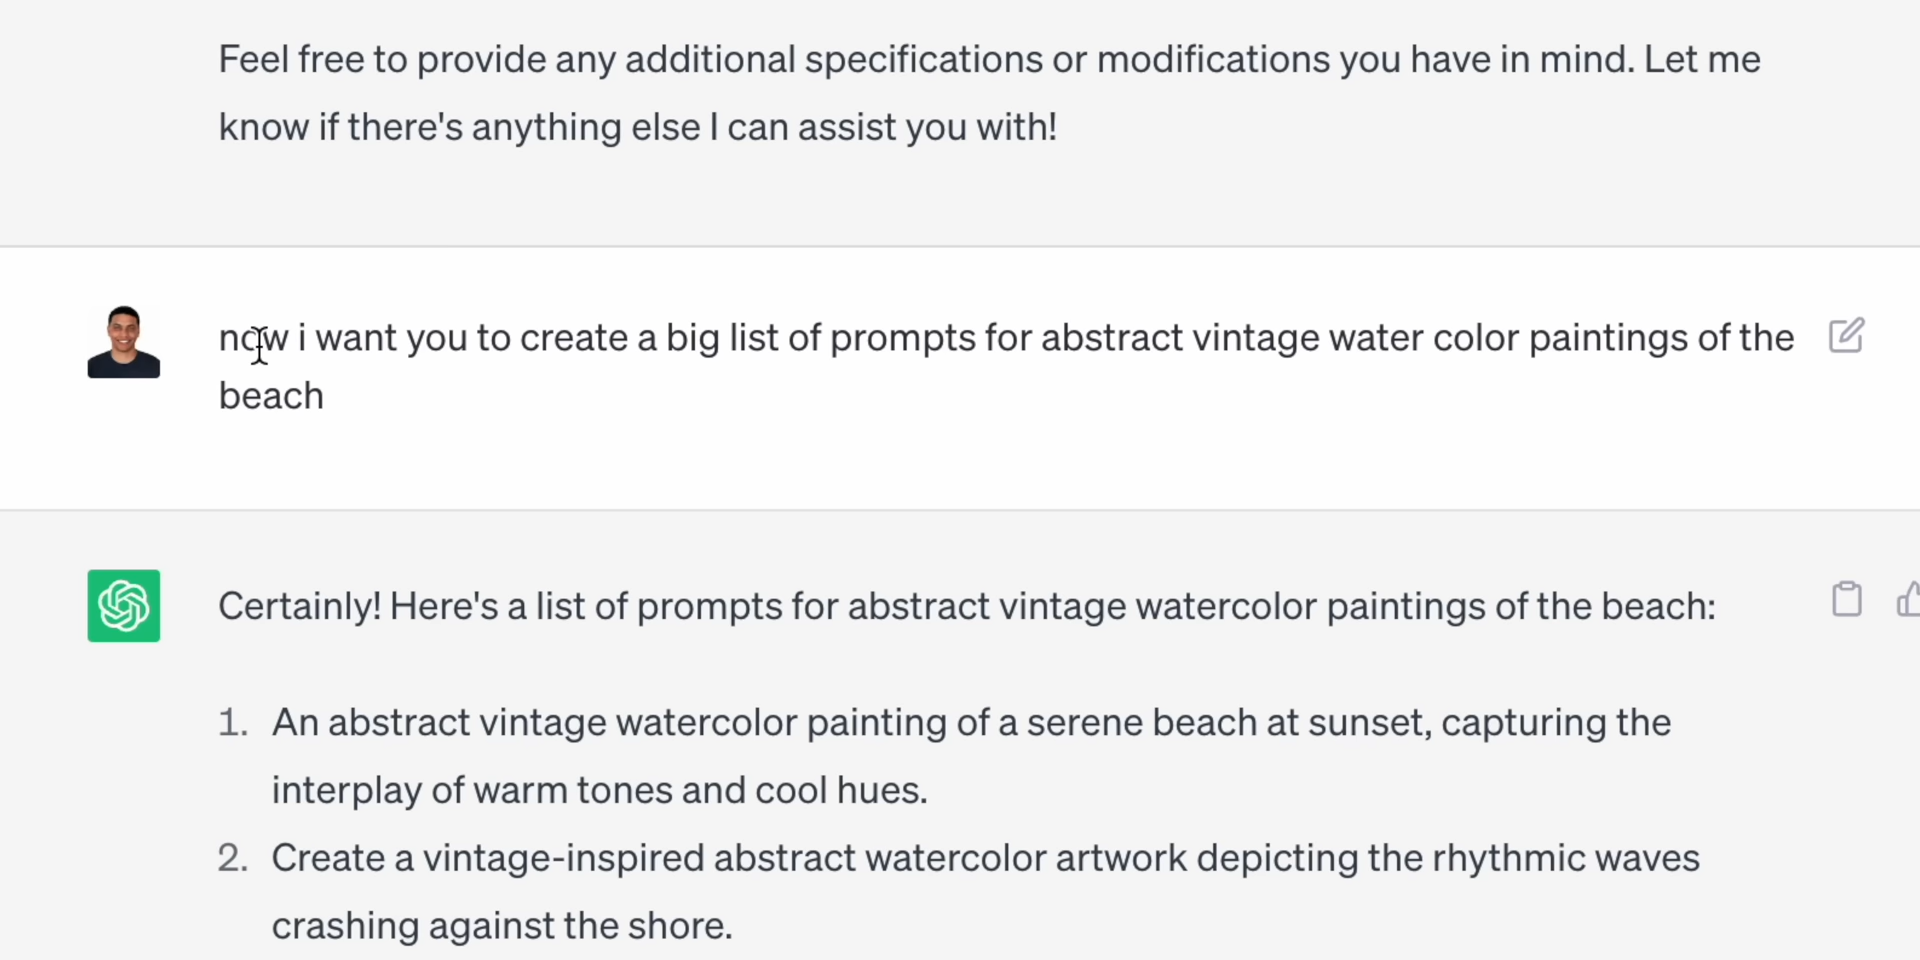 Feel free to provide any additional specifications or modifications you have in mind. Let me
know if there's anything else I can assist you with!
now i want you to create a big list of prompts for abstract vintage water color paintings of the
beach
Certainly! Here's a list of prompts for abstract vintage watercolor paintings of the beach:
1. An abstract vintage watercolor painting of a serene beach at sunset, capturing the
interplay of warm tones and cool hues.
2. Create a vintage-inspired abstract watercolor artwork depicting the rhythmic waves
crashing against the shore.